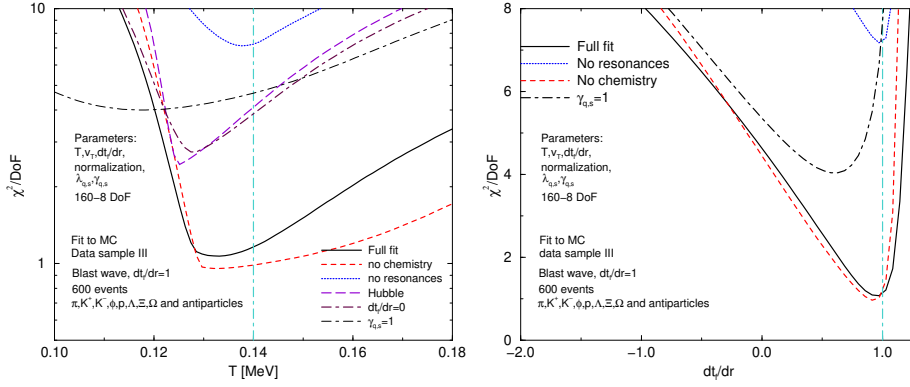 10
χ²/DoF
1
Parameters:
T,v_T,dt_f/dr,
normalization,
λ_q,s,γ_q,s
160−8 DoF
Fit to MC
Data sample III
Blast wave, dt_f/dr=1
600 events
π,K⁺,K⁻,ϕ,p,Λ,Ξ,Ω and antiparticles
Full fit
no chemistry
no resonances
Hubble
dt_f/dr=0
γ_q,s=1
0.10 0.12 0.14 0.16 0.18
T [MeV]
8
6
4
2
0
χ²/DoF
Full fit
No resonances
No chemistry
γ_q,s=1
Parameters:
T,v_T,dt_f/dr,
normalization,
λ_q,s,γ_q,s
160−8 DoF
Fit to MC
Data sample III
Blast wave, dt_f/dr=1
600 events
π,K⁺,K⁻,ϕ,p,Λ,Ξ,Ω and antiparticles
−2.0 −1.0 0.0 1.0
dt_f/dr